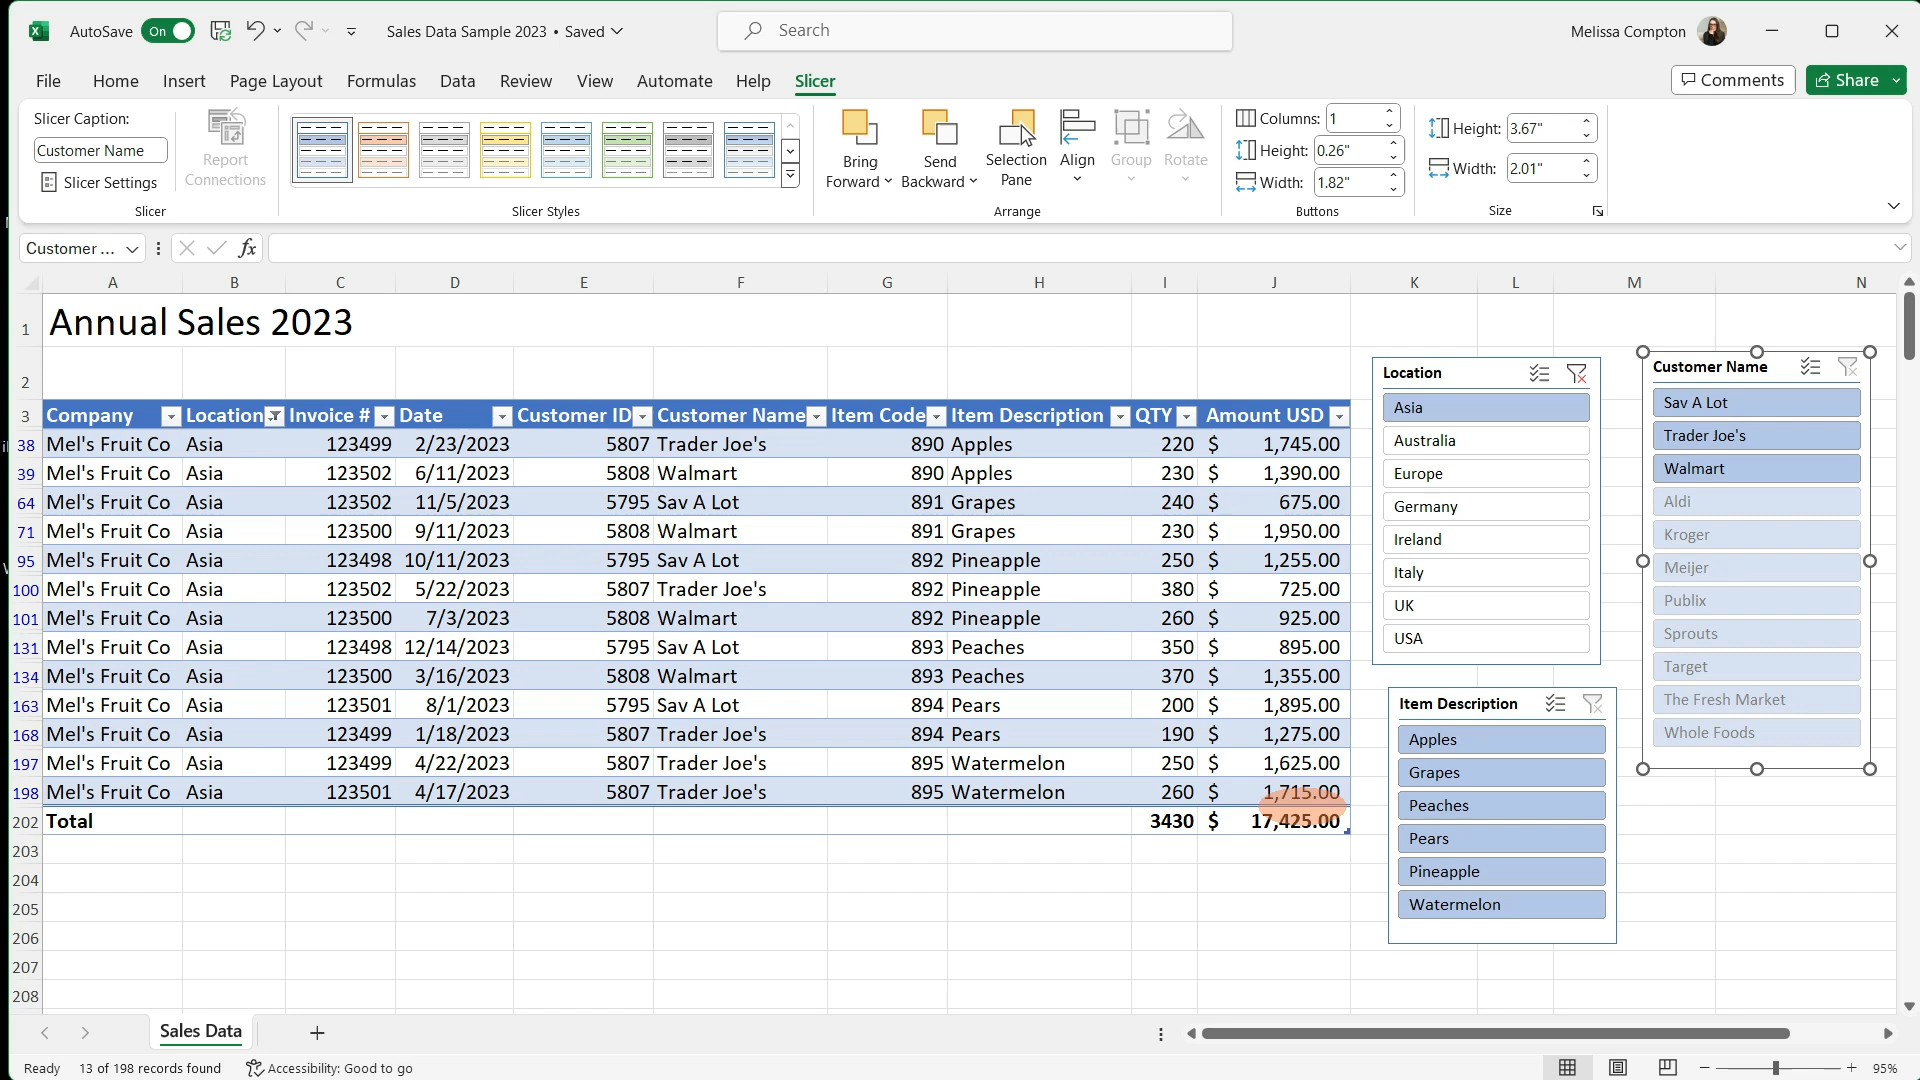 AutoSave On Sales Data Sample 2023 • Saved Search Melissa Compton
File Home Insert Page Layout Formulas Data Review View Automate Help Slicer Comments Share
Slicer Caption:
Customer Name
Slicer Settings
Report Connections
Slicer
Slicer Styles
Bring Forward
Send Backward
Selection Pane
Align
Group
Rotate
Arrange
Columns: 1
Height: 0.26"
Width: 1.82"
Buttons
Height: 3.67"
Width: 2.01"
Size
Customer ... fx
A B C D E F G H I J K L M N
1 Annual Sales 2023
2
3 Company Location Invoice # Date Customer ID Customer Name Item Code Item Description QTY Amount USD
38 Mel's Fruit Co Asia 123499 2/23/2023 5807 Trader Joe's 890 Apples 220 $ 1,745.00
39 Mel's Fruit Co Asia 123502 6/11/2023 5808 Walmart 890 Apples 230 $ 1,390.00
64 Mel's Fruit Co Asia 123502 11/5/2023 5795 Sav A Lot 891 Grapes 240 $ 675.00
71 Mel's Fruit Co Asia 123500 9/11/2023 5808 Walmart 891 Grapes 230 $ 1,950.00
95 Mel's Fruit Co Asia 123498 10/11/2023 5795 Sav A Lot 892 Pineapple 250 $ 1,255.00
100 Mel's Fruit Co Asia 123502 5/22/2023 5807 Trader Joe's 892 Pineapple 380 $ 725.00
101 Mel's Fruit Co Asia 123500 7/3/2023 5808 Walmart 892 Pineapple 260 $ 925.00
131 Mel's Fruit Co Asia 123498 12/14/2023 5795 Sav A Lot 893 Peaches 350 $ 895.00
134 Mel's Fruit Co Asia 123500 3/16/2023 5808 Walmart 893 Peaches 370 $ 1,355.00
163 Mel's Fruit Co Asia 123501 8/1/2023 5795 Sav A Lot 894 Pears 200 $ 1,895.00
168 Mel's Fruit Co Asia 123499 1/18/2023 5807 Trader Joe's 894 Pears 190 $ 1,275.00
197 Mel's Fruit Co Asia 123499 4/22/2023 5807 Trader Joe's 895 Watermelon 250 $ 1,625.00
198 Mel's Fruit Co Asia 123501 4/17/2023 5807 Trader Joe's 895 Watermelon 260 $ 1,715.00
202 Total 3430 $ 17,425.00
203
204
205
206
207
208
Location
Asia
Australia
Europe
Germany
Ireland
Italy
UK
USA
Item Description
Apples
Grapes
Peaches
Pears
Pineapple
Watermelon
Customer Name
Sav A Lot
Trader Joe's
Walmart
Aldi
Kroger
Meijer
Publix
Sprouts
Target
The Fresh Market
Whole Foods
Sales Data
Ready 13 of 198 records found Accessibility: Good to go 95%